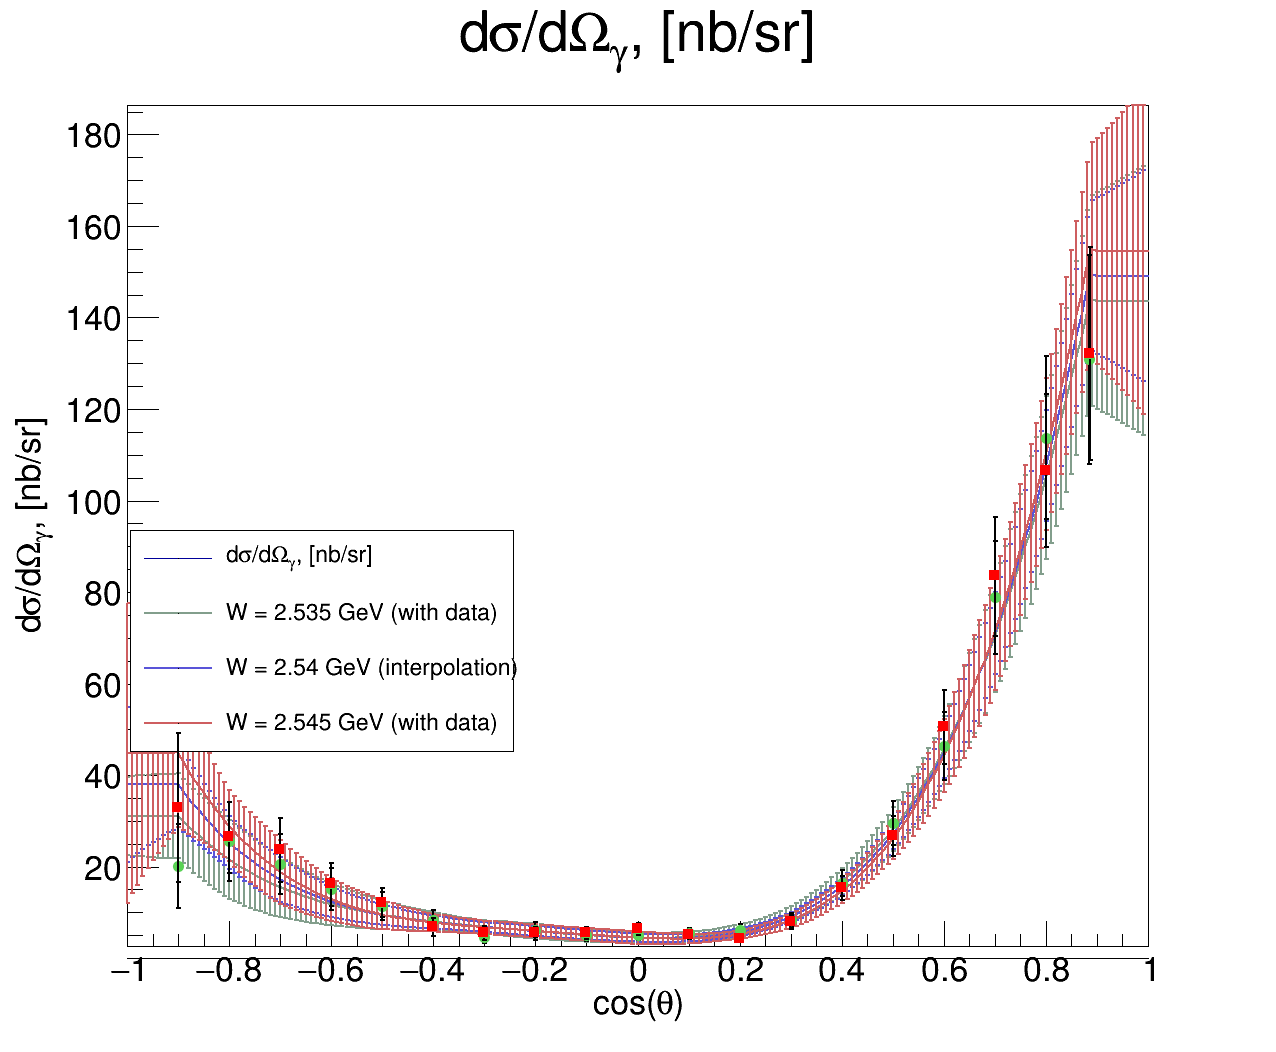 dσ/dΩγ, [nb/sr]
180
160
140
120
100
80
60
40
20
dσ/dΩγ, [nb/sr]
dσ/dΩγ, [nb/sr]
W = 2.535 GeV (with data)
W = 2.54 GeV (interpolation)
W = 2.545 GeV (with data)
−1 −0.8 −0.6 −0.4 −0.2 0 0.2 0.4 0.6 0.8 1
cos(θ)